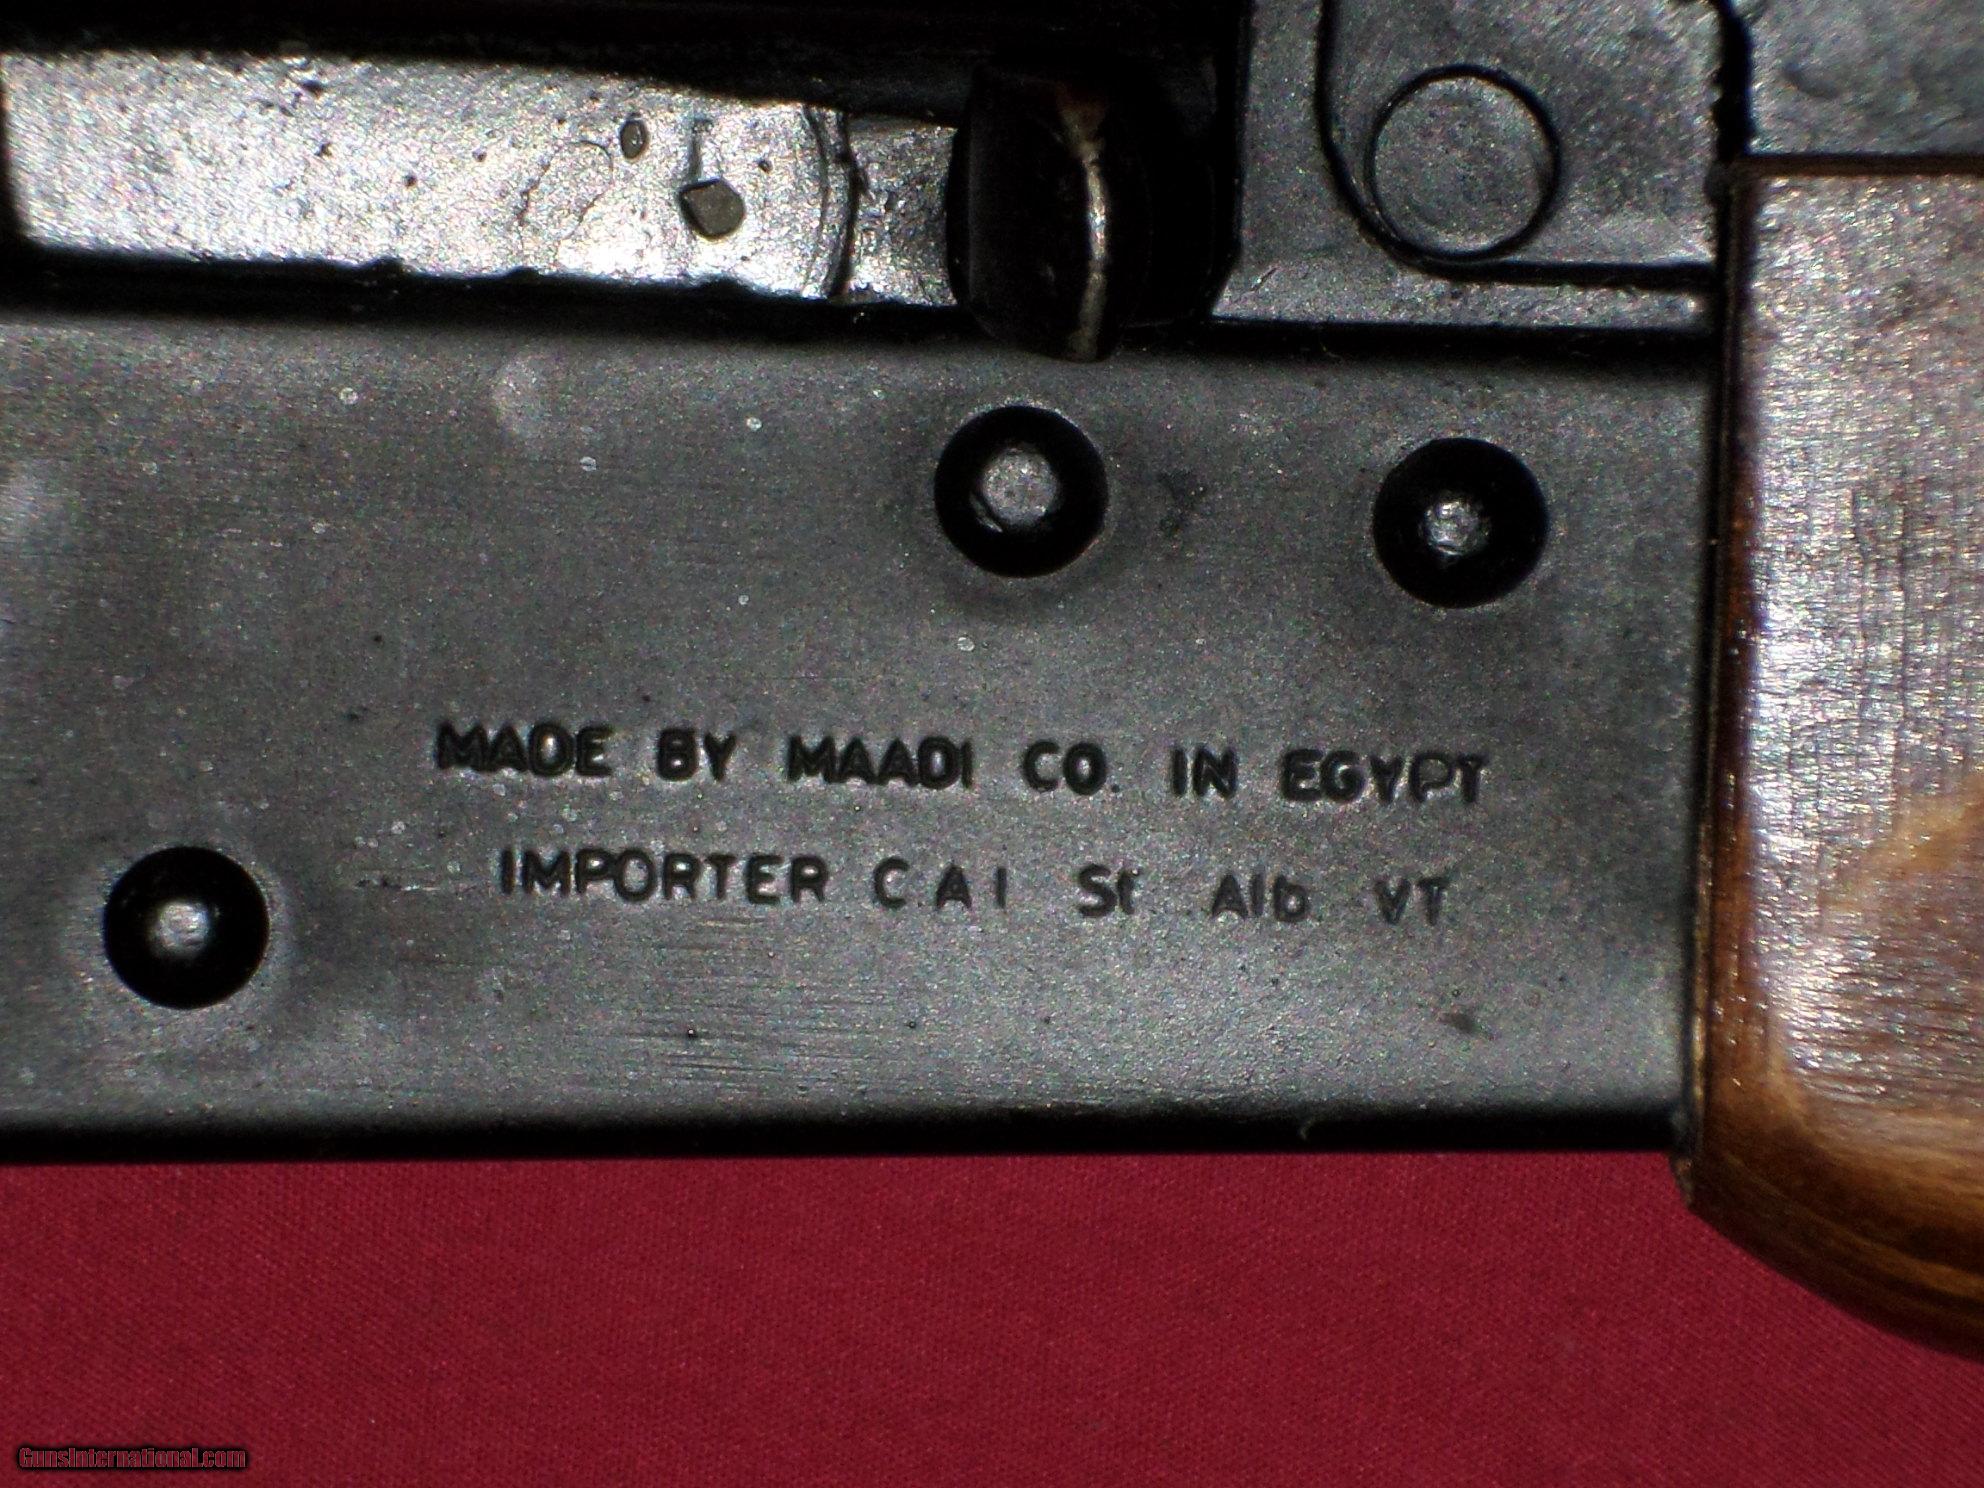 MADE BY MAADI CO. IN EGYPT
IMPORTER C.A.I St Alb VT
GunsInternational.com